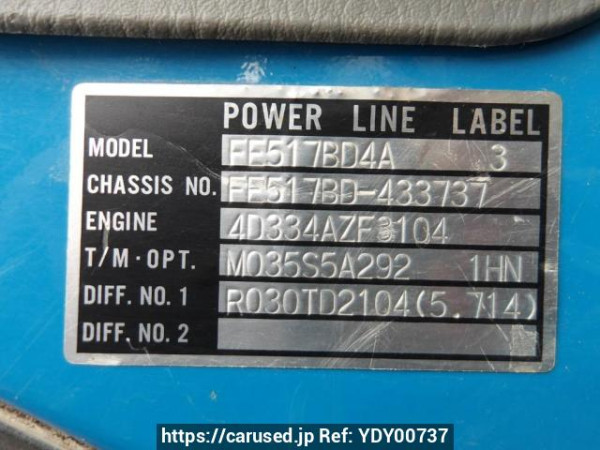 POWER LINE LABEL
MODEL FE517BD4A 3
CHASSIS NO. FE517BD-433737
ENGINE 4D334AZF3104
T/M·OPT. M035S5A292 1HN
DIFF. NO. 1 R030TD2104(5.714)
DIFF. NO. 2
https://carused.jp Ref: YDY00737